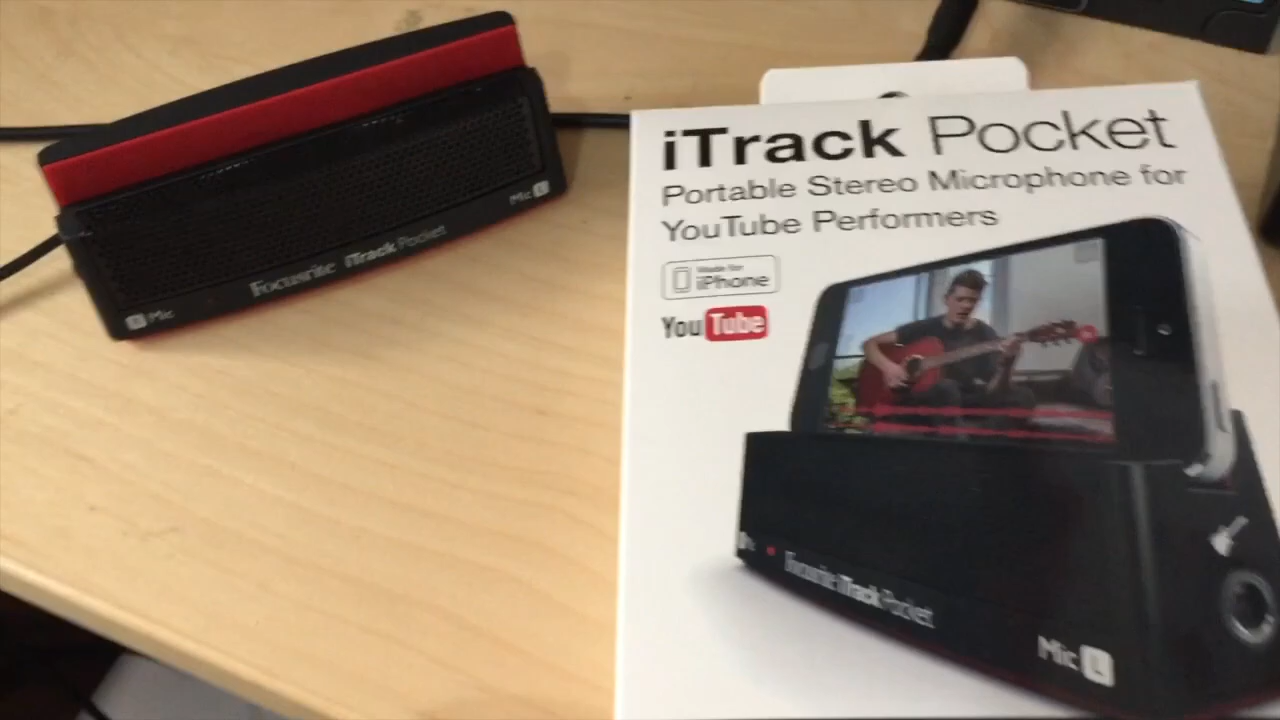 Mic L
Focusrite iTrack Pocket
R Mic
iTrack Pocket
Portable Stereo Microphone for
YouTube Performers
Made for
iPhone
YouTube
Focusrite iTrack Pocket
Mic L